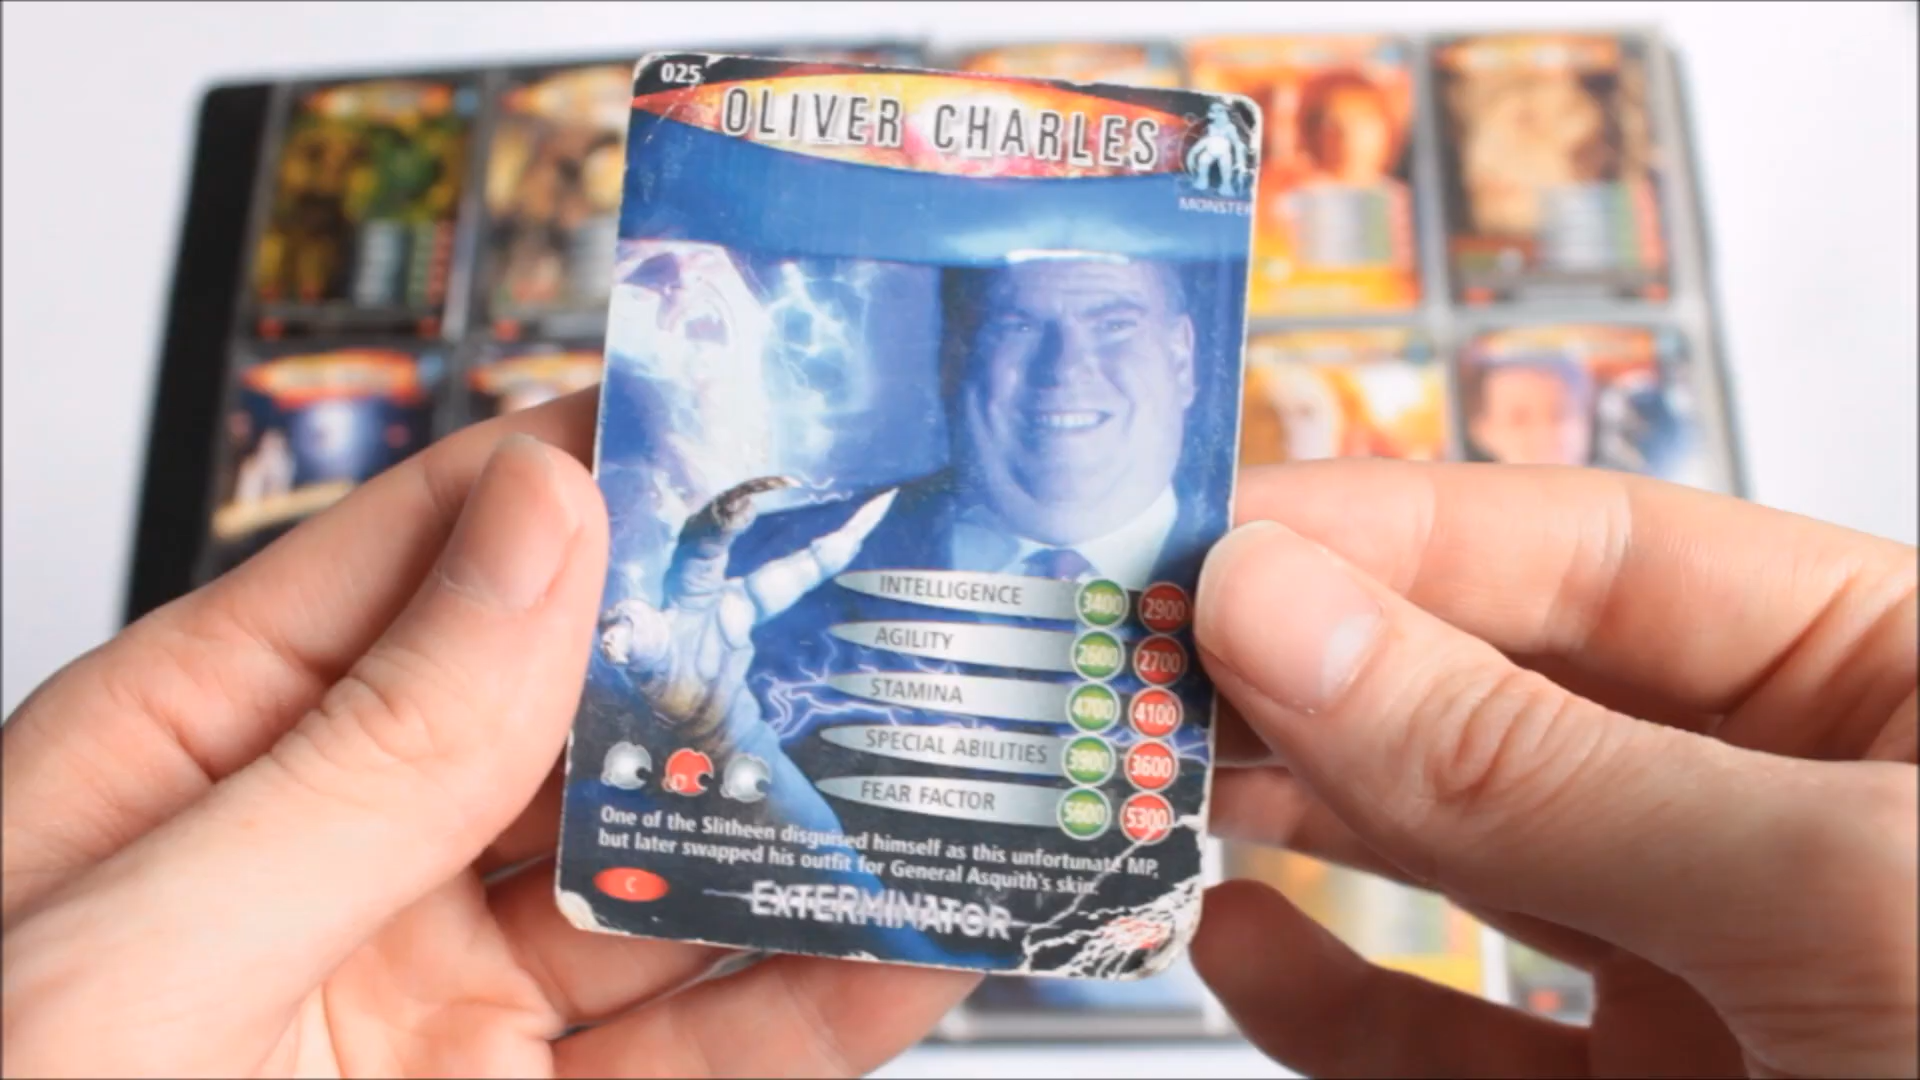 025
OLIVER CHARLES
MONSTER
INTELLIGENCE 3400 2900
AGILITY 2600 2700
STAMINA 4700 4100
SPECIAL ABILITIES 3900 3600
FEAR FACTOR 5600 5300
One of the Slitheen disguised himself as this unfortunate MP,
but later swapped his outfit for General Asquith's skin.
C
EXTERMINATOR